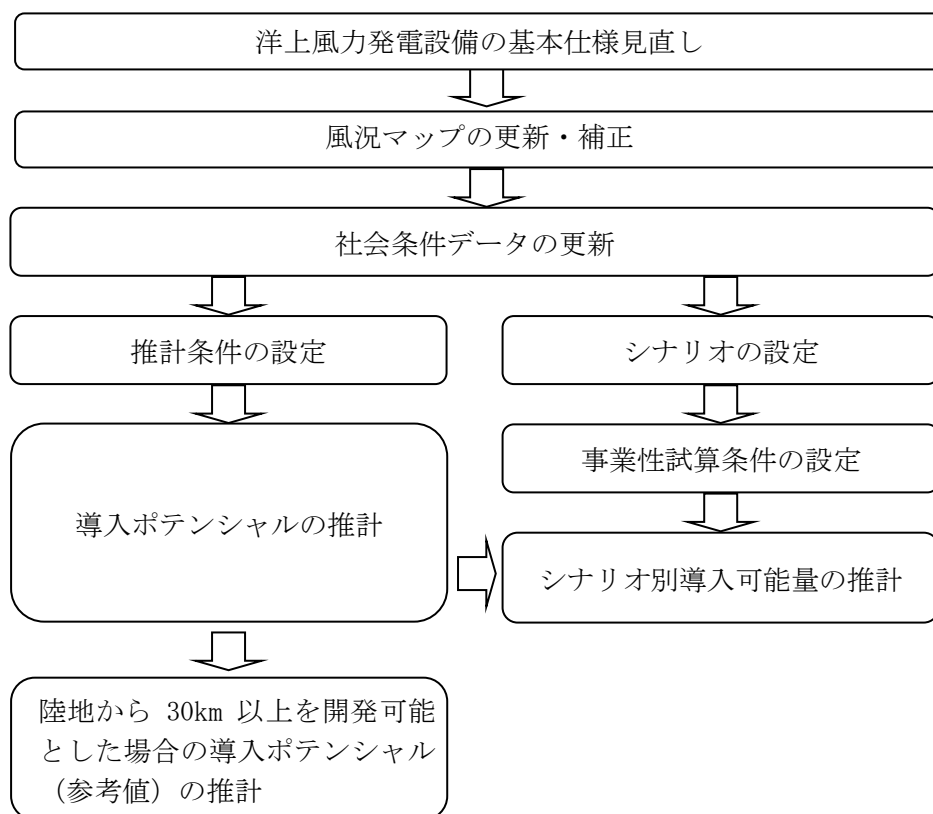 洋上風力発電設備の基本仕様見直し
風況マップの更新・補正
社会条件データの更新
推計条件の設定
シナリオの設定
事業性試算条件の設定
導入ポテンシャルの推計
シナリオ別導入可能量の推計
陸地から 30km 以上を開発可能
とした場合の導入ポテンシャル
（参考値）の推計